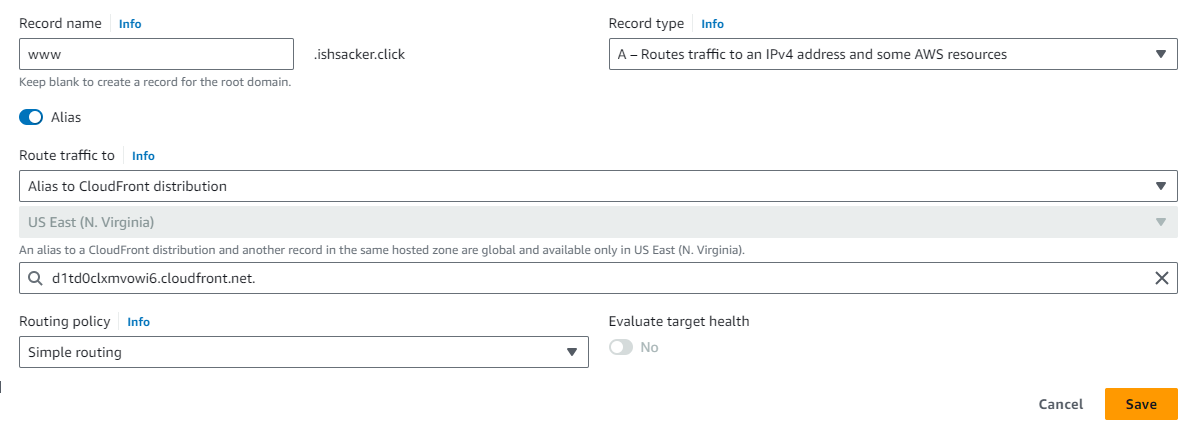 Record name Info
Record type Info
www .ishsacker.click
A – Routes traffic to an IPv4 address and some AWS resources
Keep blank to create a record for the root domain.
Alias
Route traffic to Info
Alias to CloudFront distribution
US East (N. Virginia)
An alias to a CloudFront distribution and another record in the same hosted zone are global and available only in US East (N. Virginia).
d1td0clxmvowi6.cloudfront.net.
Routing policy Info
Evaluate target health
Simple routing
No
Cancel Save